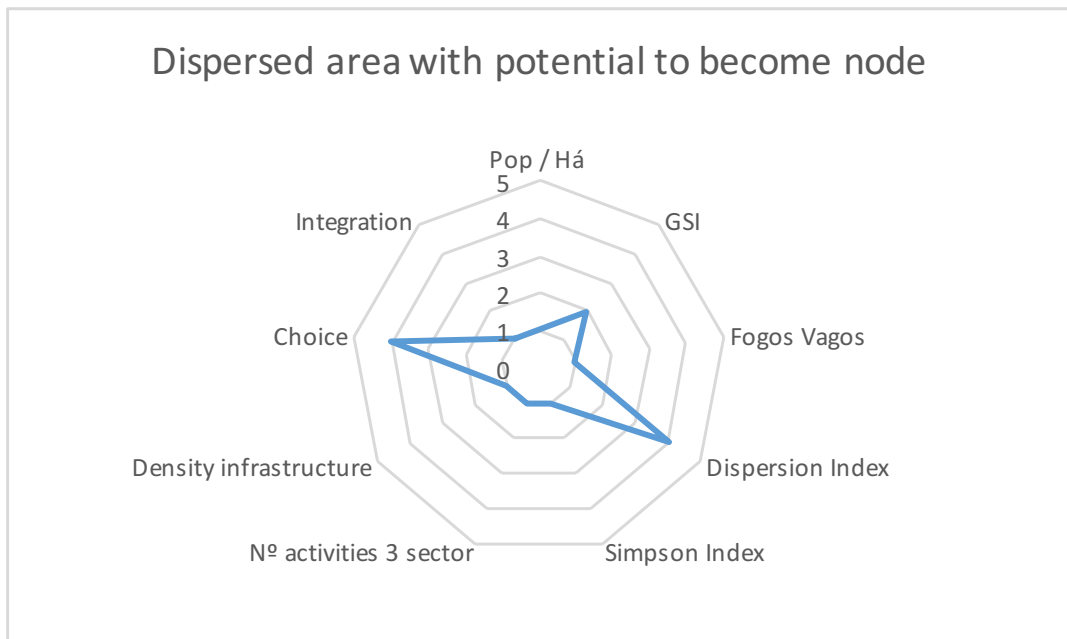 Dispersed area with potential to become node
Pop / Há
5
Integration
GSI
4
3
2
Choice
1
Fogos Vagos
0
Density infrastructure
Dispersion Index
Nº activities 3 sector
Simpson Index